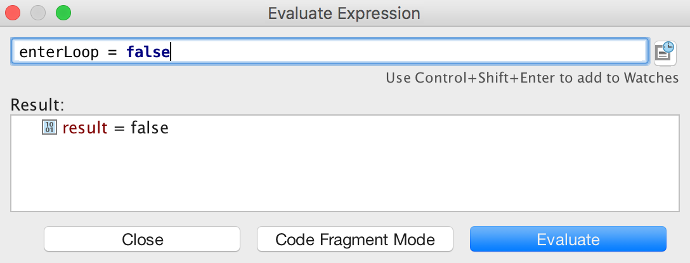 Evaluate Expression
enterLoop = false
Use Control+Shift+Enter to add to Watches
Result:
result = false
Close
Code Fragment Mode
Evaluate